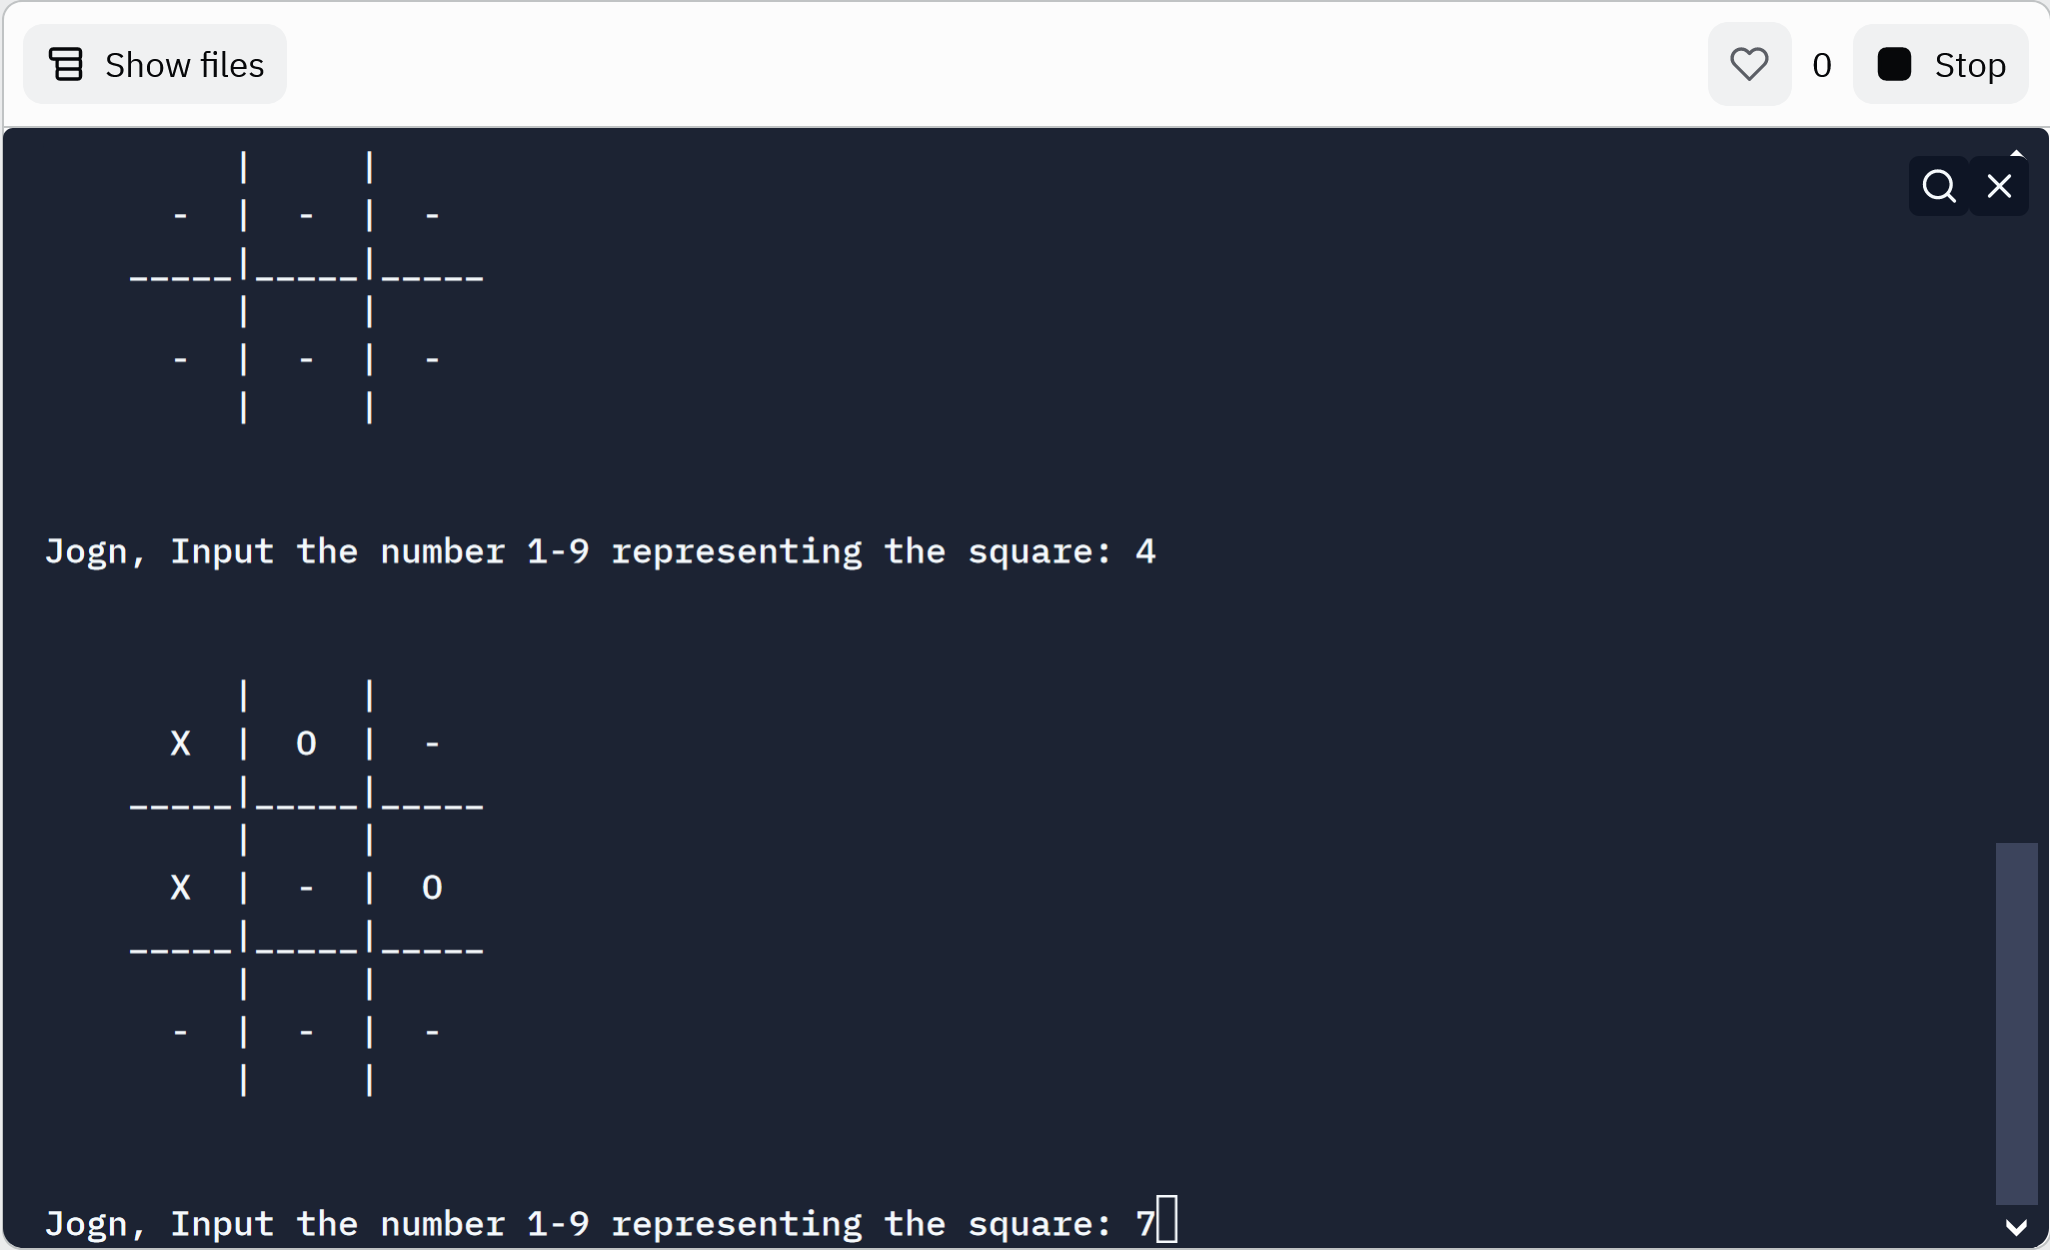 Show files 0 Stop
| |
- | - | -
_____|_____|_____
| |
- | - | -
| |
Jogn, Input the number 1-9 representing the square: 4
| |
X | O | -
_____|_____|_____
| |
X | - | O
_____|_____|_____
| |
- | - | -
| |
Jogn, Input the number 1-9 representing the square: 7